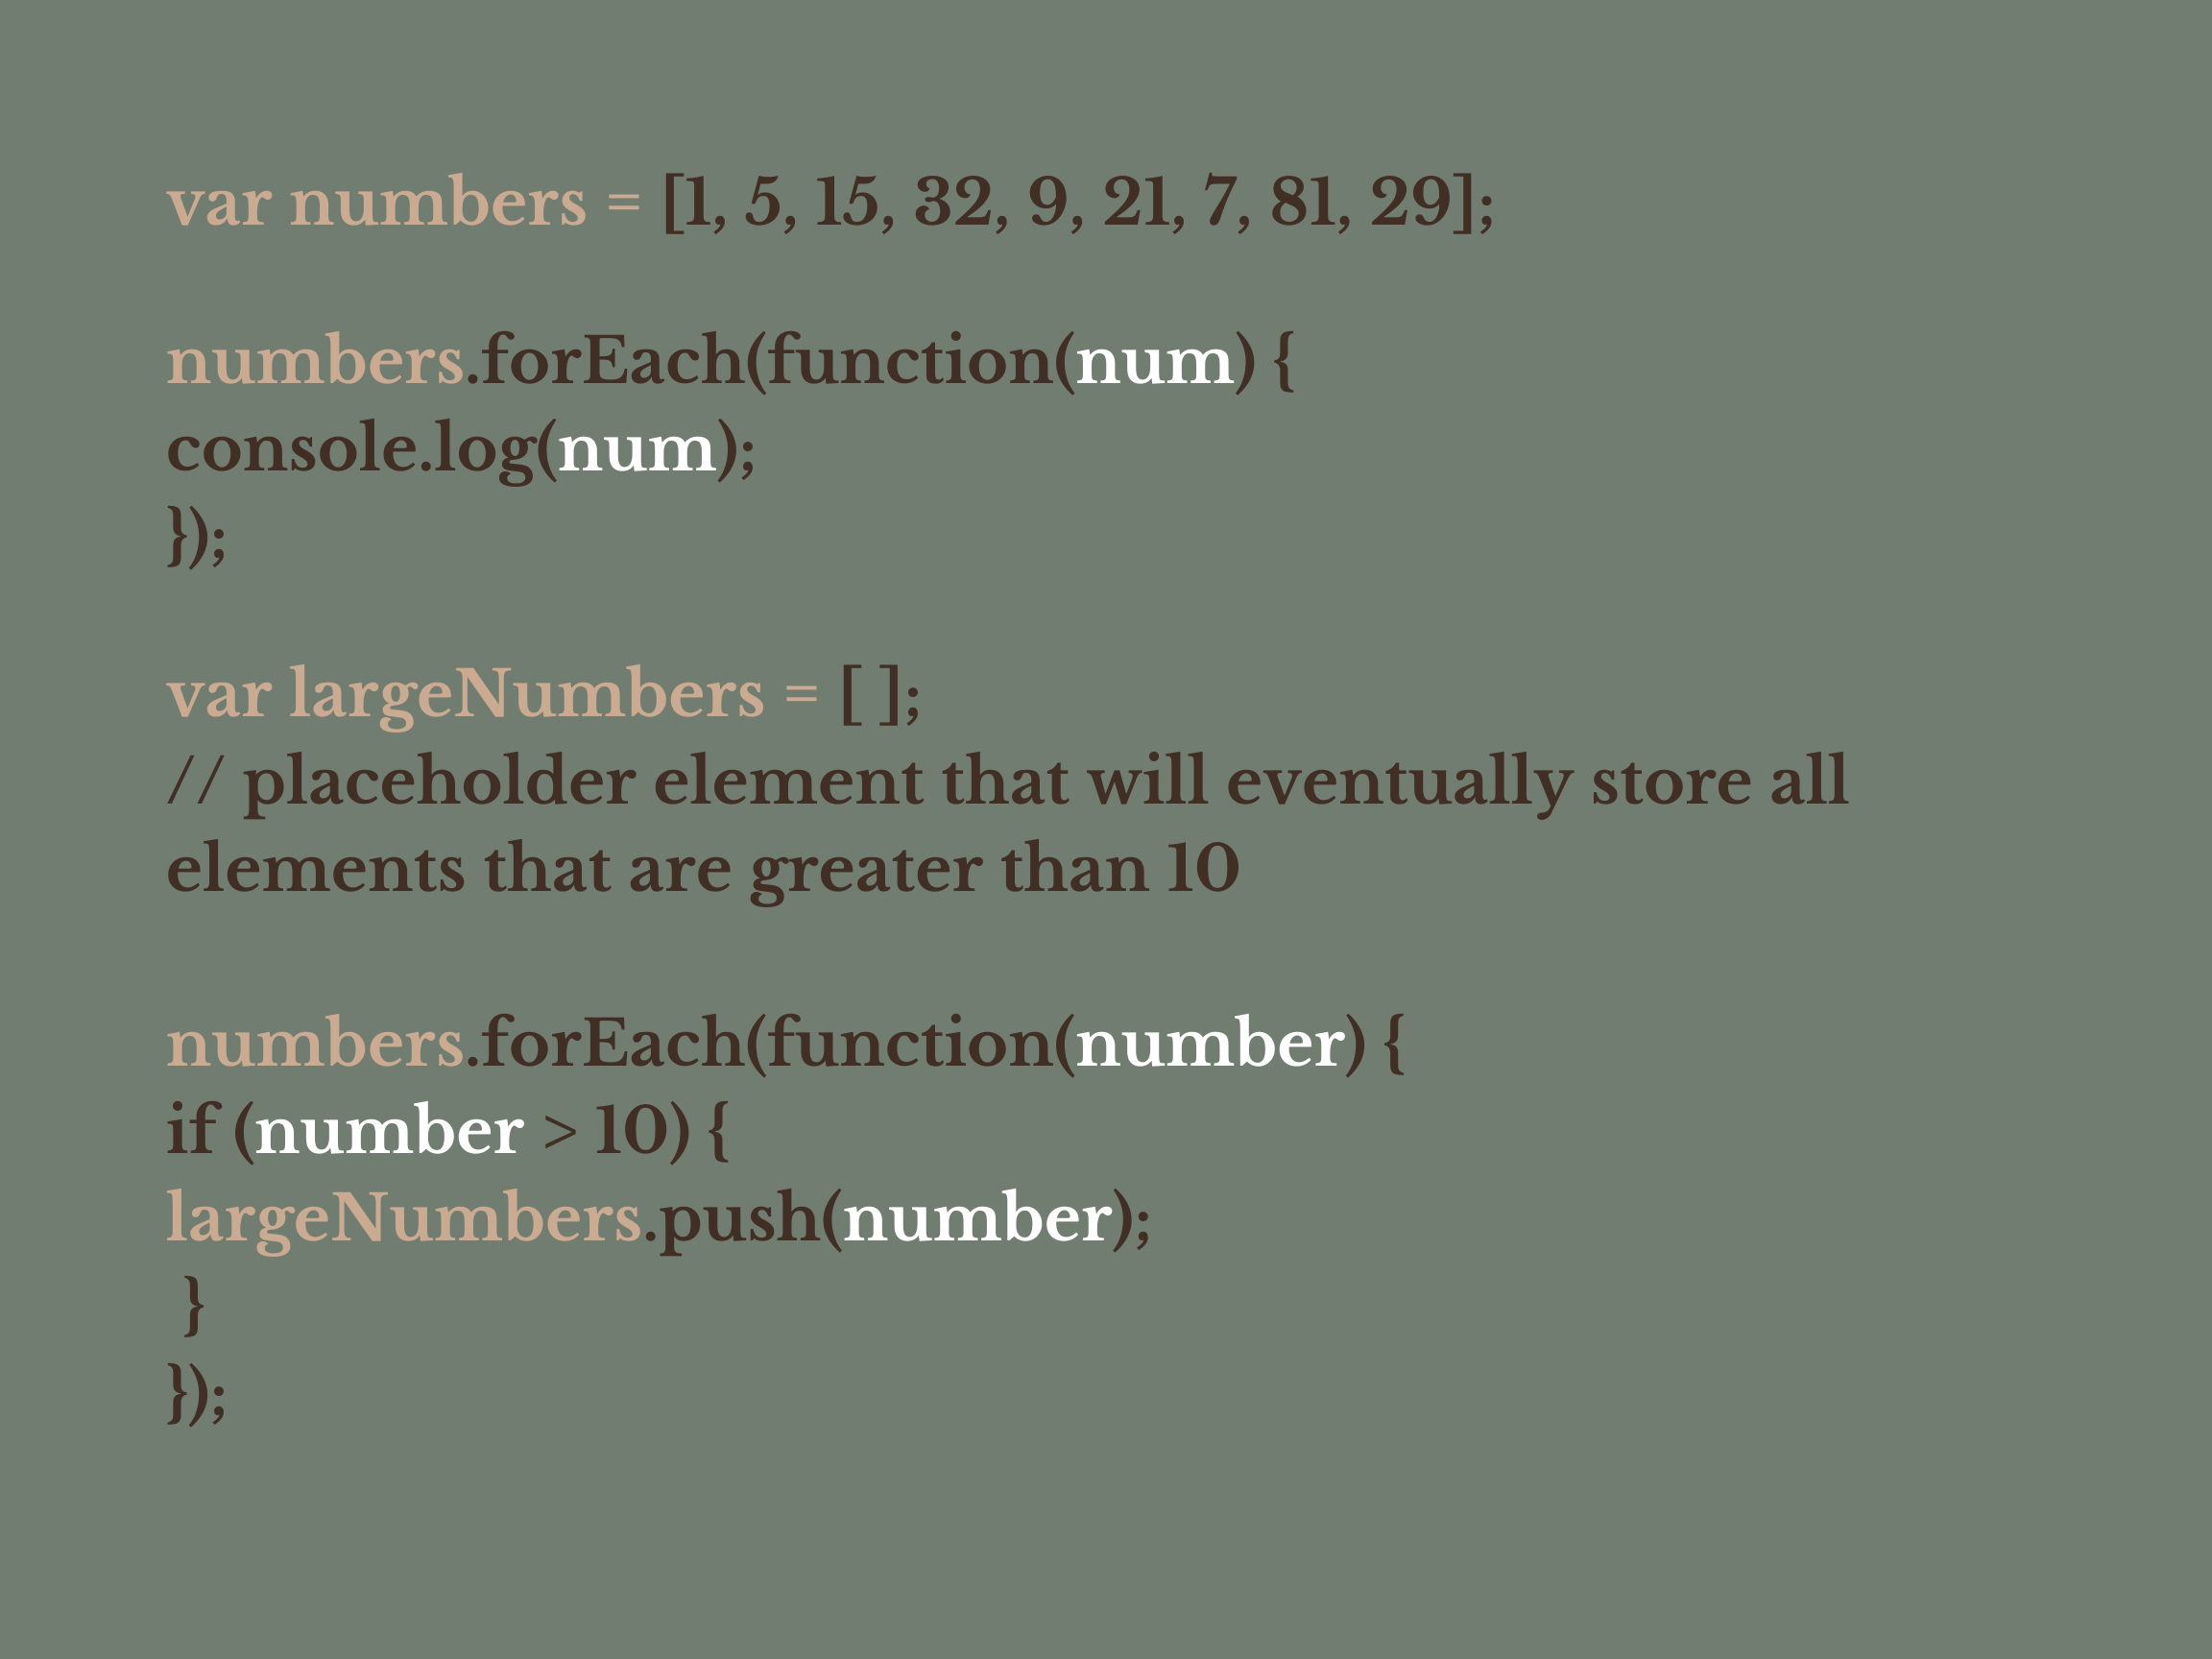 var numbers = [1, 5, 15, 32, 9, 21, 7, 81, 29];
numbers.forEach(function(num) {
console.log(num);
});
var largeNumbers = [ ];
// placeholder element that will eventually stone all
elements that are greater than 10
numbers.forEach(function(number) {
if (number > 10) {
largeNumbers.push(number);
}
});